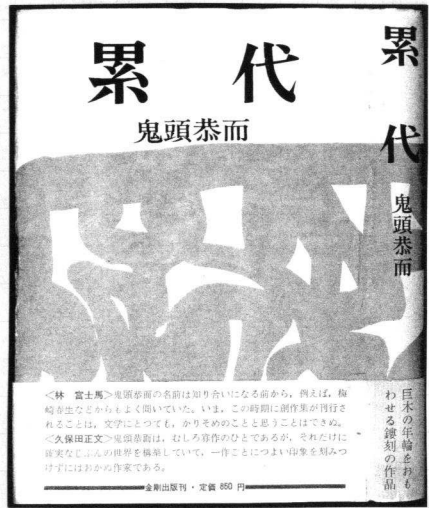 累代
鬼頭恭而
<林 富士馬>鬼頭恭而の名前は知り合いになる前から，例えば，梅
崎春生などからもよく聞いていた。いま，この時期に創作集が刊行さ
れることは，文学にとっても，かりそめのことと思うことはできぬ。
<久保田正文>鬼頭恭而は，むしろ寡作のひとであるが，それだけに
確実なじぶんの世界を構築していて，一作ごとにつよい印象を刻みつ
けずにはおかぬ作家である。
金剛出版刊・定価 850 円
累代
鬼頭恭而
巨木の年輪をおも
わせる鏤刻の作品